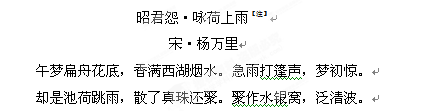 昭君怨·咏荷上雨【注】
宋·杨万里
午梦扁舟花底，香满西湖烟水。急雨打篷声，梦初惊。
却是池荷跳雨，散了真珠还聚。聚作水银窝，泛清波。